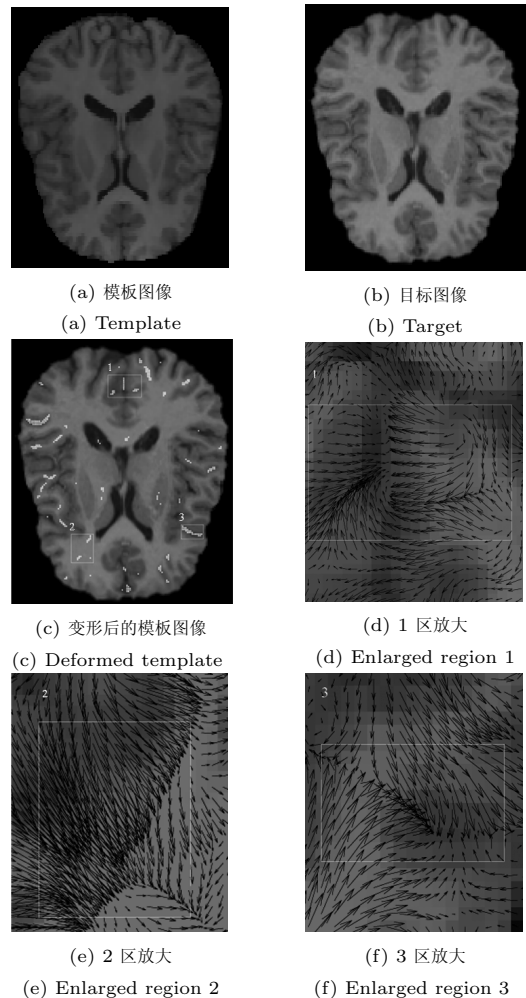 (a) 模板图像
(a) Template
(b) 目标图像
(b) Target
1
2
3
(c) 变形后的模板图像
(c) Deformed template
1
(d) 1 区放大
(d) Enlarged region 1
2
(e) 2 区放大
(e) Enlarged region 2
3
(f) 3 区放大
(f) Enlarged region 3